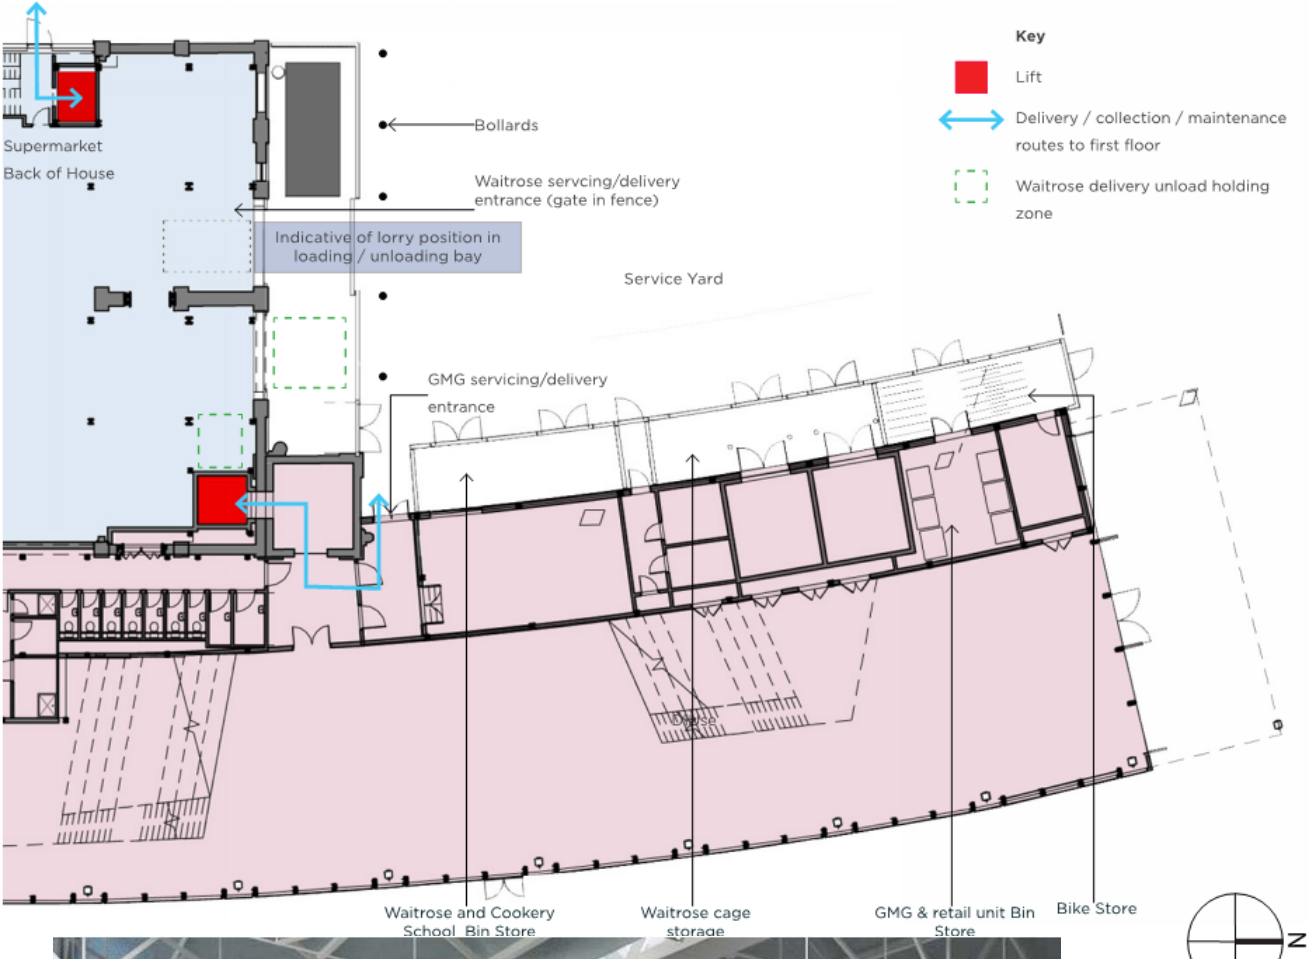 Key
Lift
Delivery / collection / maintenance
routes to first floor
Waitrose delivery unload holding
zone
Supermarket
Back of House
Bollards
Waitrose servcing/delivery
entrance (gate in fence)
Indicative of lorry position in
loading / unloading bay
Service Yard
GMG servicing/delivery
entrance
Waitrose and Cookery
School Bin Store
Waitrose cage
storage
GMG & retail unit Bin
Store
Bike Store
N